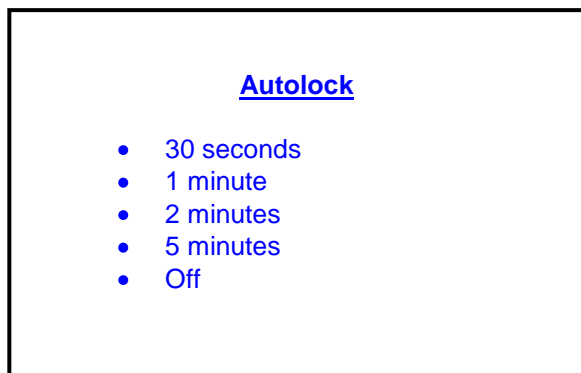 Autolock
• 30 seconds
• 1 minute
• 2 minutes
• 5 minutes
• Off